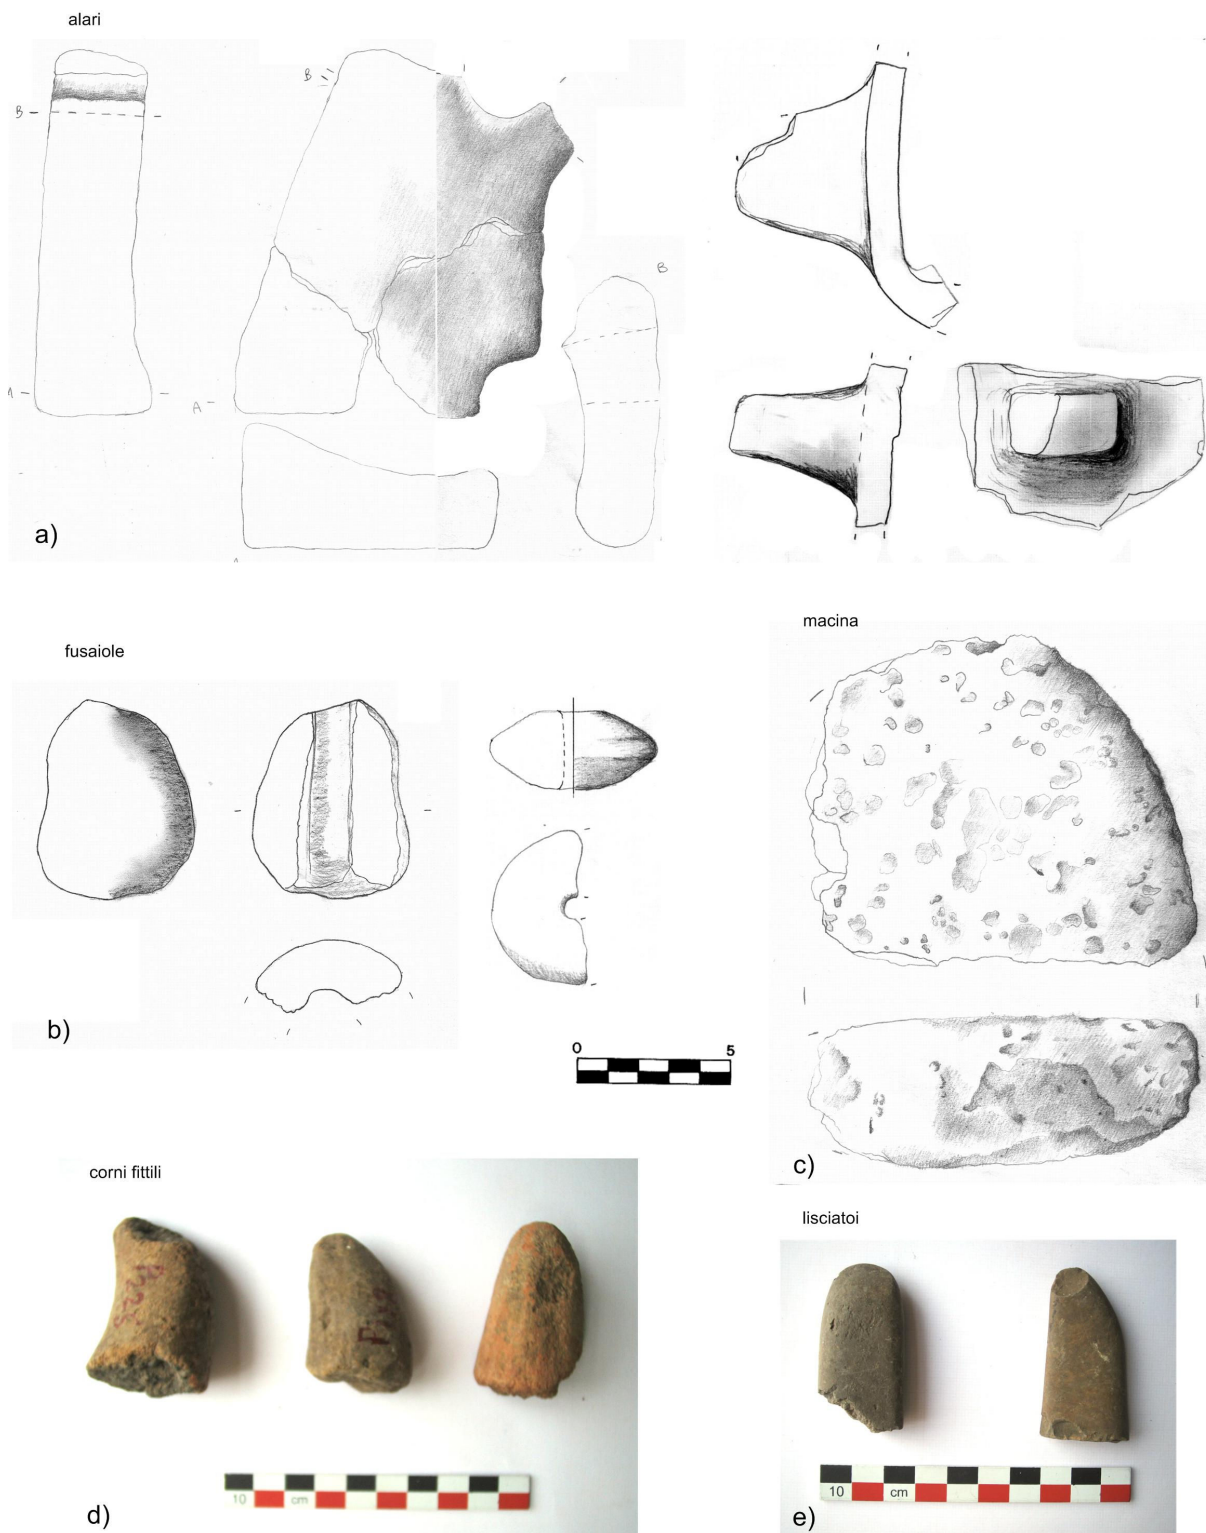 alari
B
B
B
A
a)
fusaiole
macina
b)
0 5
c)
corni fittili
lisciatoi
10 cm
d)
10 cm
e)